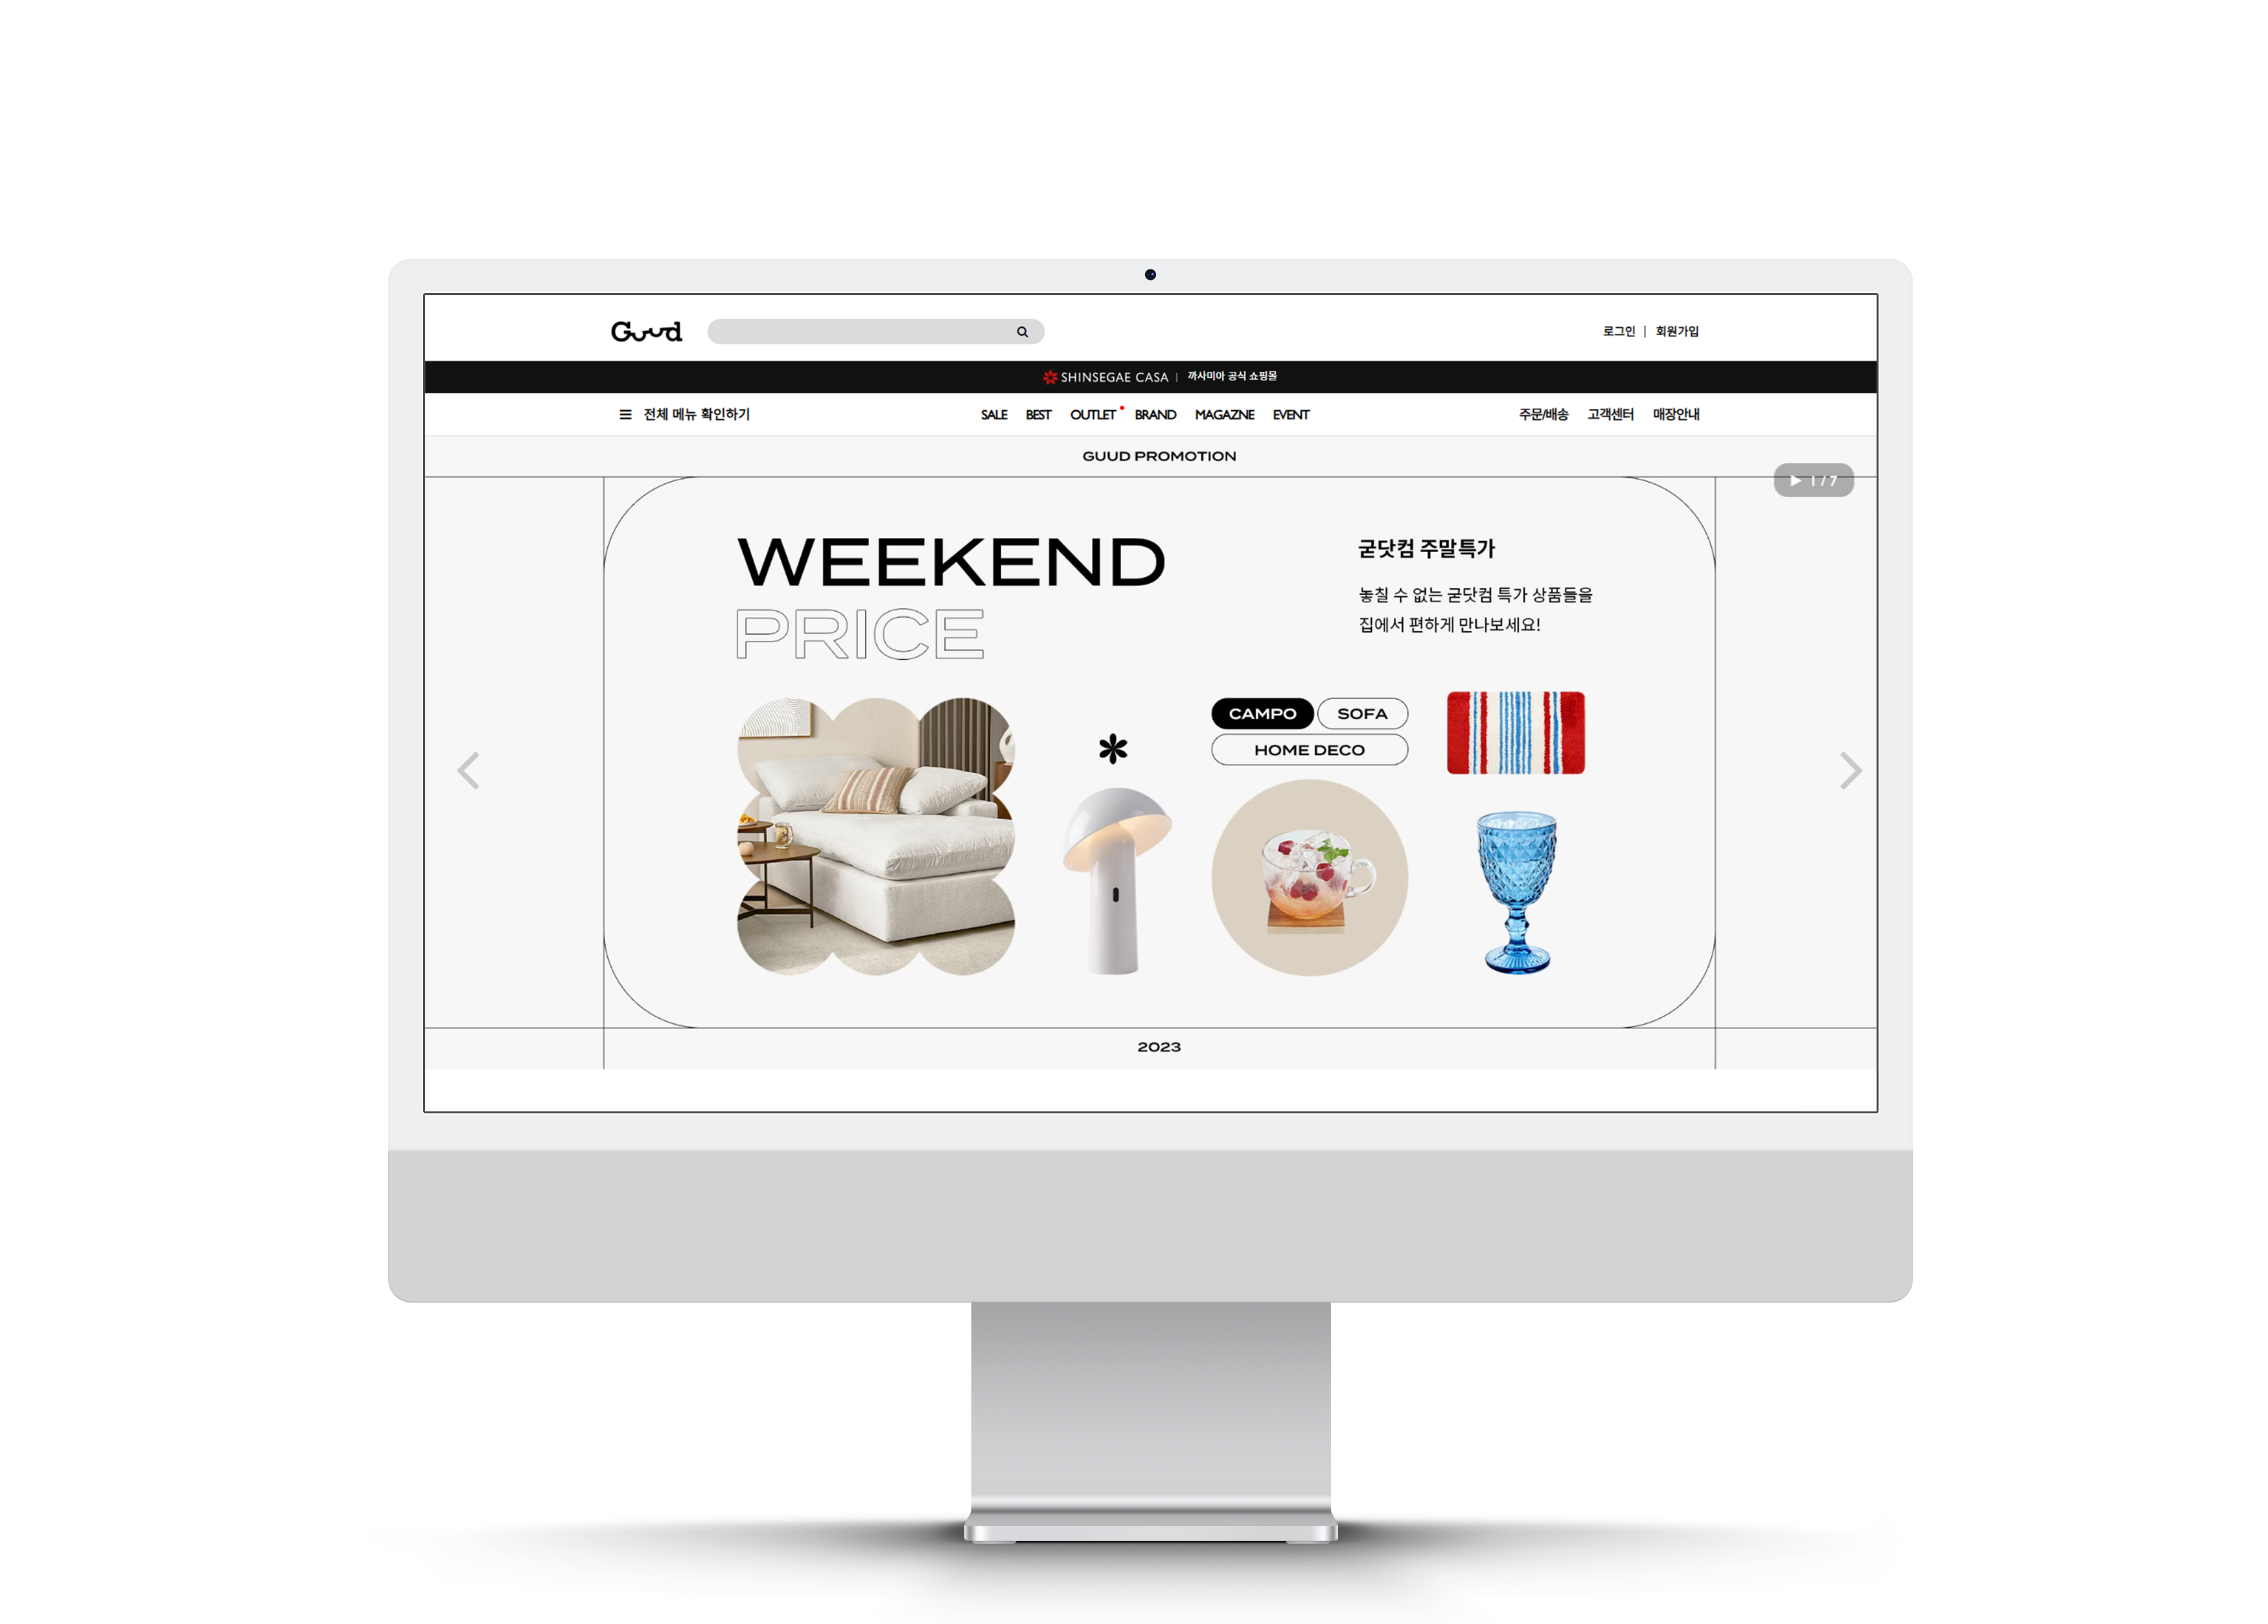 Guud
로그인 | 회원가입
SHINSEGAE CASA | 까사미아 공식 쇼핑몰
전체 메뉴 확인하기
SALE BEST OUTLET BRAND MAGAZNE EVENT
주문/배송 고객센터 매장안내
GUUD PROMOTION
1 / 7
WEEKEND
PRICE
굳닷컴 주말특가
놓칠 수 없는 굳닷컴 특가 상품들을
집에서 편하게 만나보세요!
CAMPO SOFA
HOME DECO
2023